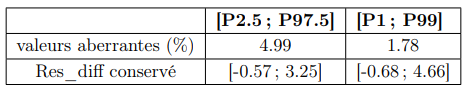 [P2.5 ; P97.5] [P1 ; P99]
valeurs aberrantes (%) 4.99 1.78
Res_diff conservé [-0.57 ; 3.25] [-0.68 ; 4.66]